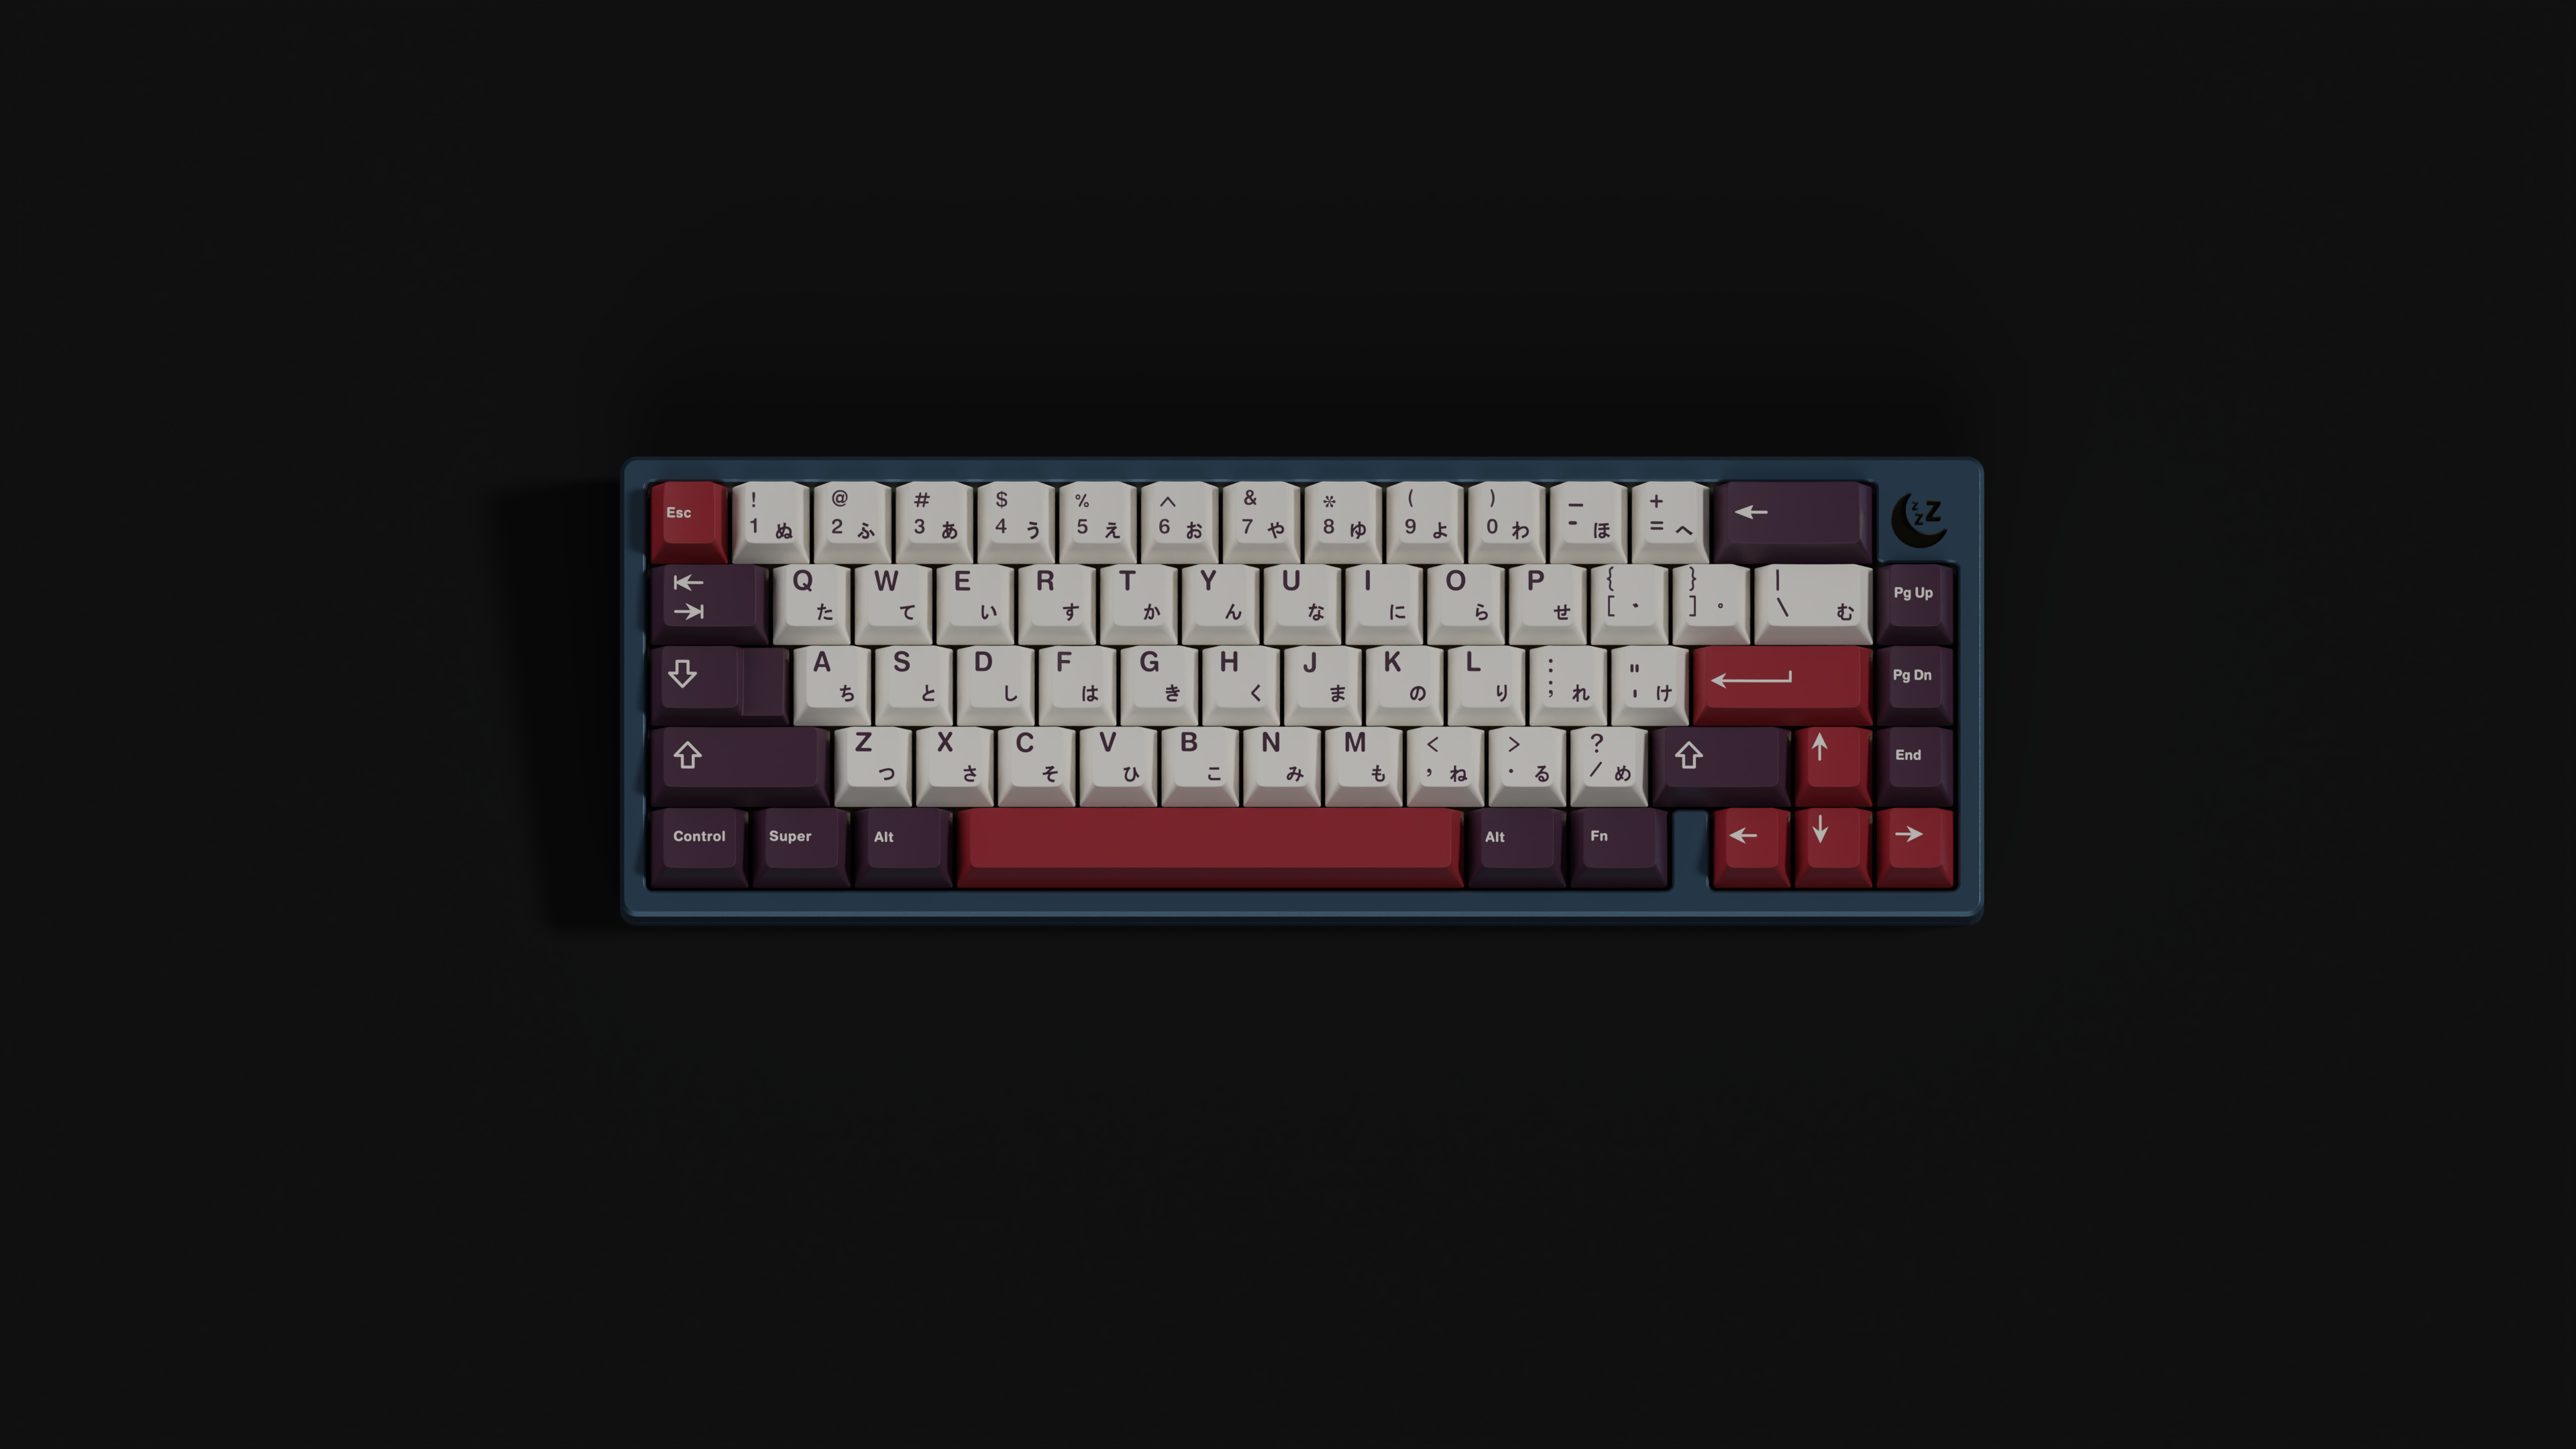 Esc ! 1 ぬ @ 2 ふ # 3 あ $ 4 う % 5 え ^ 6 お & 7 や * 8 ゆ ( 9 よ ) 0 わ _ - ほ + = へ ← z z Z
⇤ ⇥ Q た W て E い R す T か Y ん U な I に O ら P せ { [ ゛ } ] ゜ | \ む Pg Up
⇩ A ち S と D し F は G き H く J ま K の L り : ; れ " ' け ↵ Pg Dn
⇧ Z つ X さ C そ V ひ B こ N み M も < , ね > . る ? / め ⇧ ↑ End
Control Super Alt Alt Fn ← ↓ →